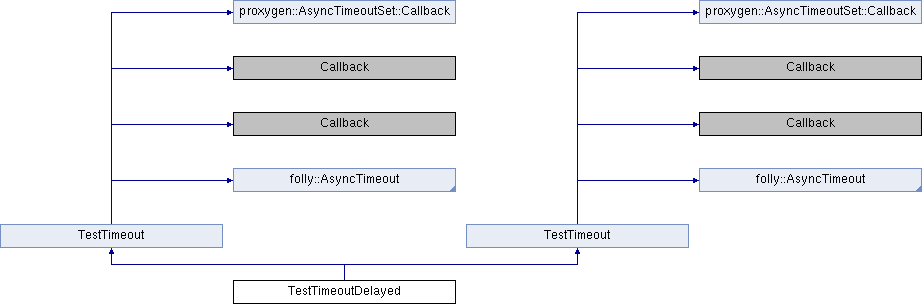 proxygen::AsyncTimeoutSet::Callback
proxygen::AsyncTimeoutSet::Callback
Callback
Callback
Callback
Callback
folly::AsyncTimeout
folly::AsyncTimeout
TestTimeout
TestTimeout
TestTimeoutDelayed